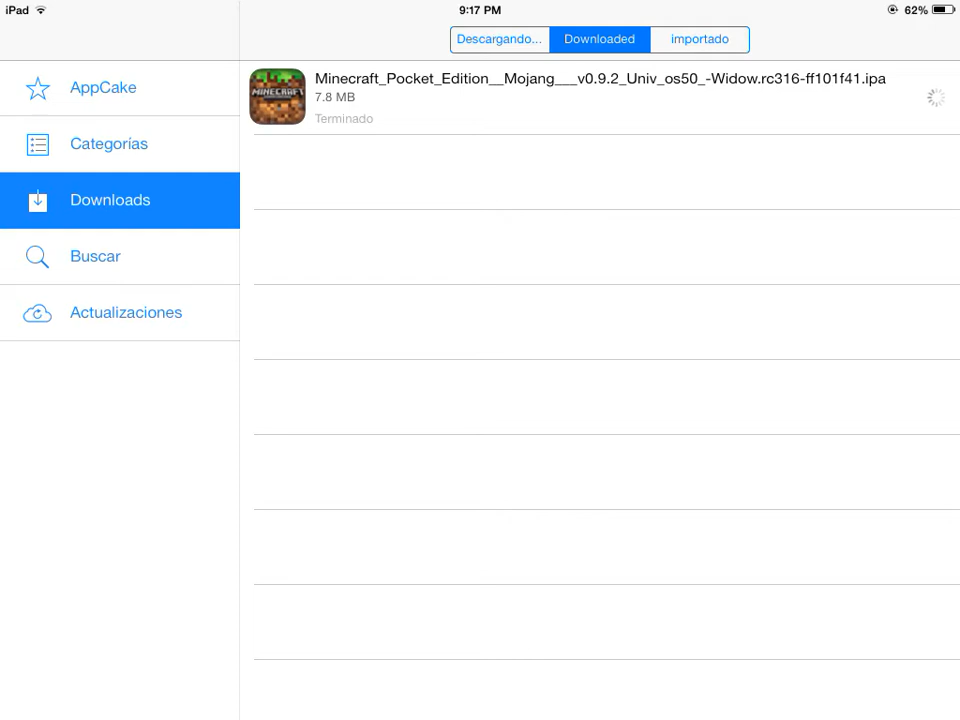 iPad
9:17 PM
62%
Descargando...
Downloaded
importado
AppCake
Categorías
Downloads
Buscar
Actualizaciones
MINECRAFT
Minecraft_Pocket_Edition__Mojang___v0.9.2_Univ_os50_-Widow.rc316-ff101f41.ipa
7.8 MB
Terminado